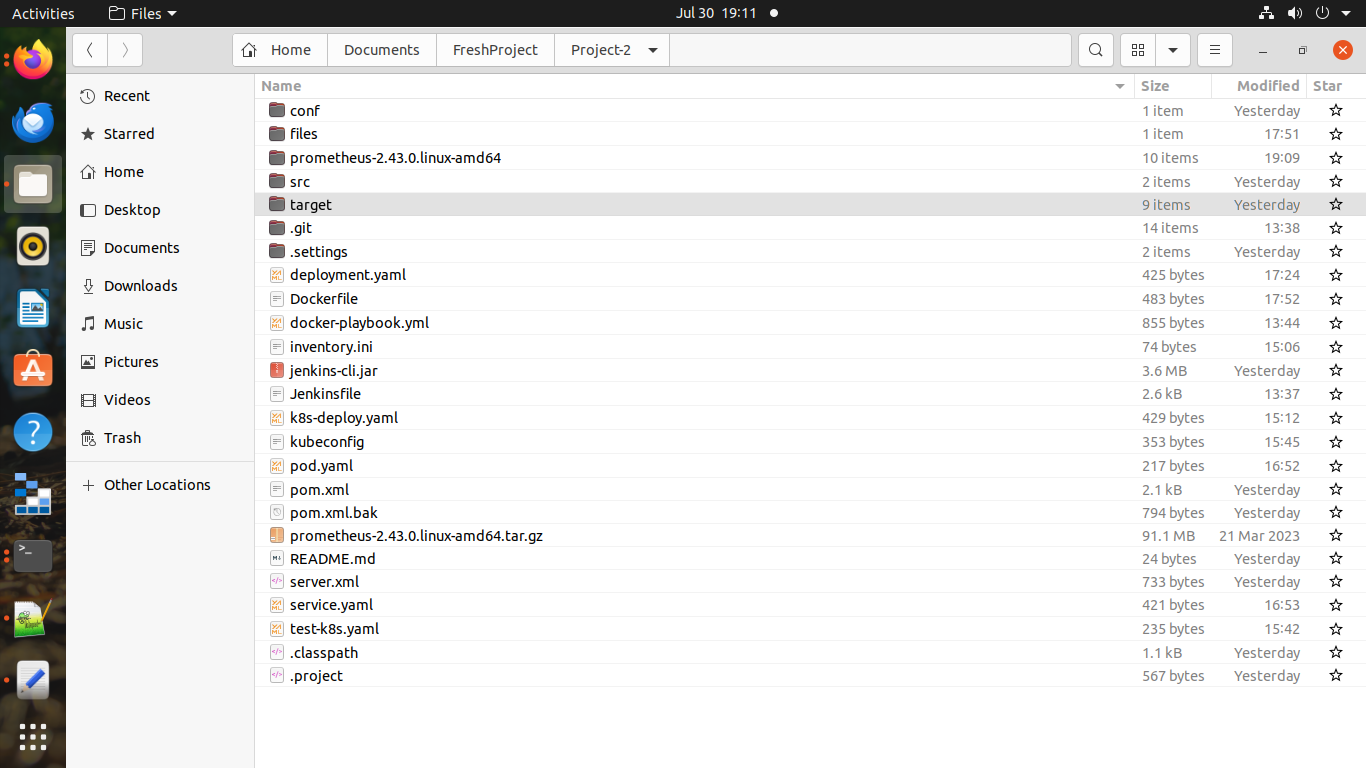 Activities Files Jul 30 19:11
Home Documents FreshProject Project-2
Recent
Starred
Home
Desktop
Documents
Downloads
Music
Pictures
Videos
Trash
Other Locations
Name Size Modified Star
conf 1 item Yesterday
files 1 item 17:51
prometheus-2.43.0.linux-amd64 10 items 19:09
src 2 items Yesterday
target 9 items Yesterday
.git 14 items 13:38
.settings 2 items Yesterday
deployment.yaml 425 bytes 17:24
Dockerfile 483 bytes 17:52
docker-playbook.yml 855 bytes 13:44
inventory.ini 74 bytes 15:06
jenkins-cli.jar 3.6 MB Yesterday
Jenkinsfile 2.6 kB 13:37
k8s-deploy.yaml 429 bytes 15:12
kubeconfig 353 bytes 15:45
pod.yaml 217 bytes 16:52
pom.xml 2.1 kB Yesterday
pom.xml.bak 794 bytes Yesterday
prometheus-2.43.0.linux-amd64.tar.gz 91.1 MB 21 Mar 2023
README.md 24 bytes Yesterday
server.xml 733 bytes Yesterday
service.yaml 421 bytes 16:53
test-k8s.yaml 235 bytes 15:42
.classpath 1.1 kB Yesterday
.project 567 bytes Yesterday